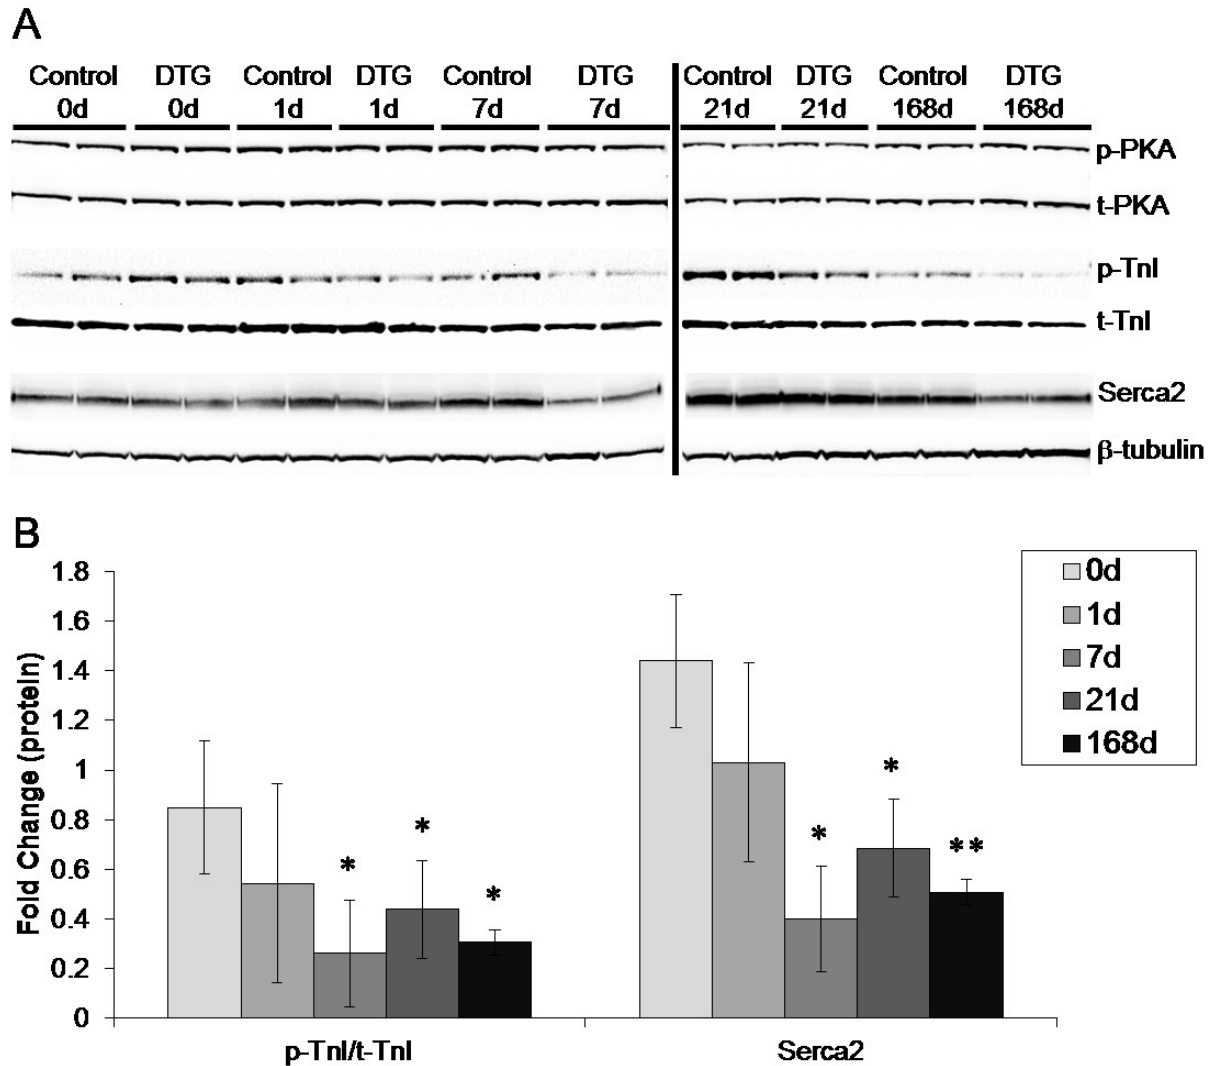 A
Control DTG Control DTG Control DTG Control DTG Control DTG
0d 0d 1d 1d 7d 7d 21d 21d 168d 168d
p-PKA
t-PKA
p-TnI
t-TnI
Serca2
β-tubulin
B
Fold Change (protein)
1.8
1.6
1.4
1.2
1
0.8
0.6
0.4
0.2
0
* * *
* * **
p-TnI/t-TnI Serca2
0d
1d
7d
21d
168d